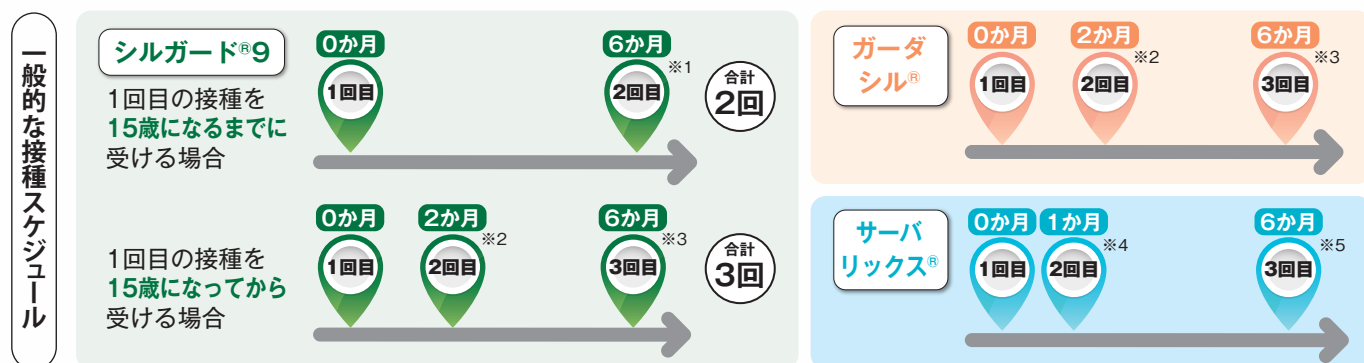 一般的な接種スケジュール
シルガード®9
1回目の接種を
15歳になるまでに
受ける場合
0か月
1回目
6か月
※1
2回目
合計
2回
1回目の接種を
15歳になってから
受ける場合
0か月
1回目
2か月
※2
2回目
6か月
※3
3回目
合計
3回
ガーダ
シル®
0か月
1回目
2か月
※2
2回目
6か月
※3
3回目
サーバ
リックス®
0か月
1回目
1か月
※4
2回目
6か月
※5
3回目